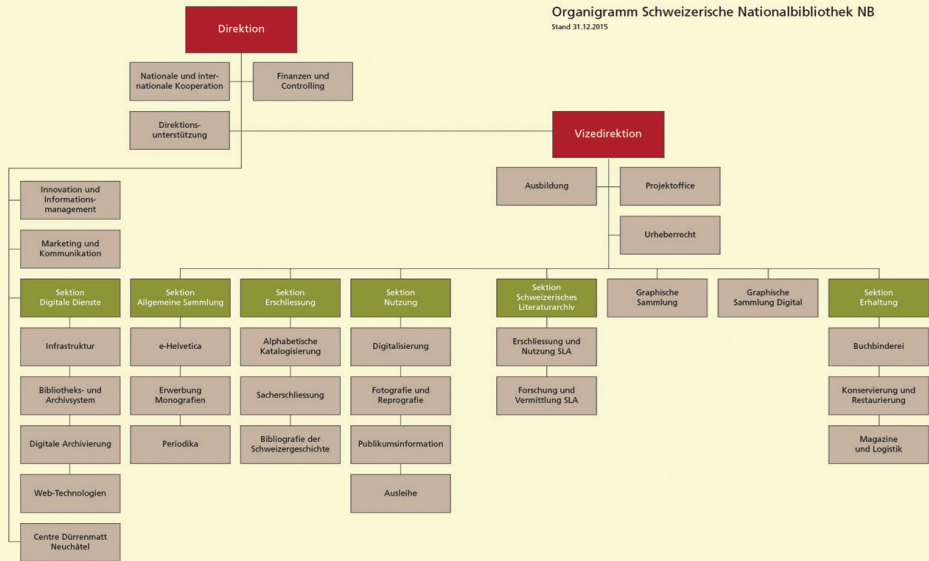 Organigramm Schweizerische Nationalbibliothek NB
Stand 31.12.2015
Direktion
Nationale und inter-
nationale Kooperation
Finanzen und
Controlling
Direktions-
unterstützung
Vizedirektion
Ausbildung
Projektoffice
Urheberrecht
Innovation und
Informations-
management
Marketing und
Kommunikation
Sektion
Digitale Dienste
Infrastruktur
Bibliotheks- und
Archivsystem
Digitale Archivierung
Web-Technologien
Centre Dürrenmatt
Neuchâtel
Sektion
Allgemeine Sammlung
e-Helvetica
Erwerbung
Monografien
Periodika
Sektion
Erschliessung
Alphabetische
Katalogisierung
Sacherschliessung
Bibliografie der
Schweizergeschichte
Sektion
Nutzung
Digitalisierung
Fotografie und
Reprografie
Publikumsinformation
Ausleihe
Sektion
Schweizerisches
Literaturarchiv
Erschliessung und
Nutzung SLA
Forschung und
Vermittlung SLA
Graphische
Sammlung
Graphische
Sammlung Digital
Sektion
Erhaltung
Buchbinderei
Konservierung und
Restaurierung
Magazine
und Logistik